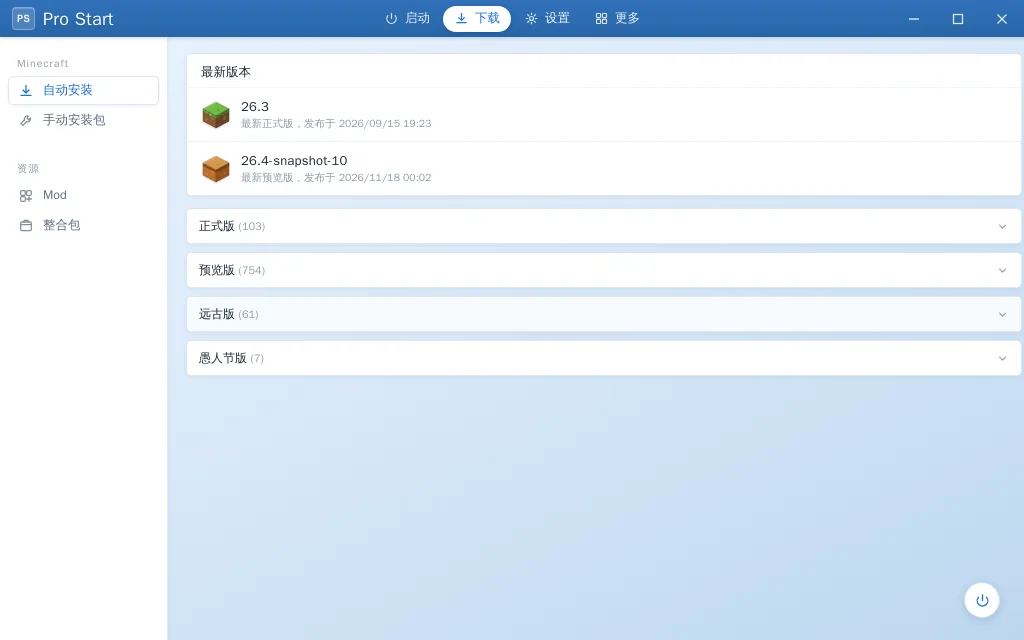 PS Pro Start 启动 下载 设置 更多
Minecraft
自动安装
手动安装包
资源
Mod
整合包
最新版本
26.3
最新正式版，发布于 2026/09/15 19:23
26.4-snapshot-10
最新预览版，发布于 2026/11/18 00:02
正式版 (103)
预览版 (754)
远古版 (61)
愚人节版 (7)